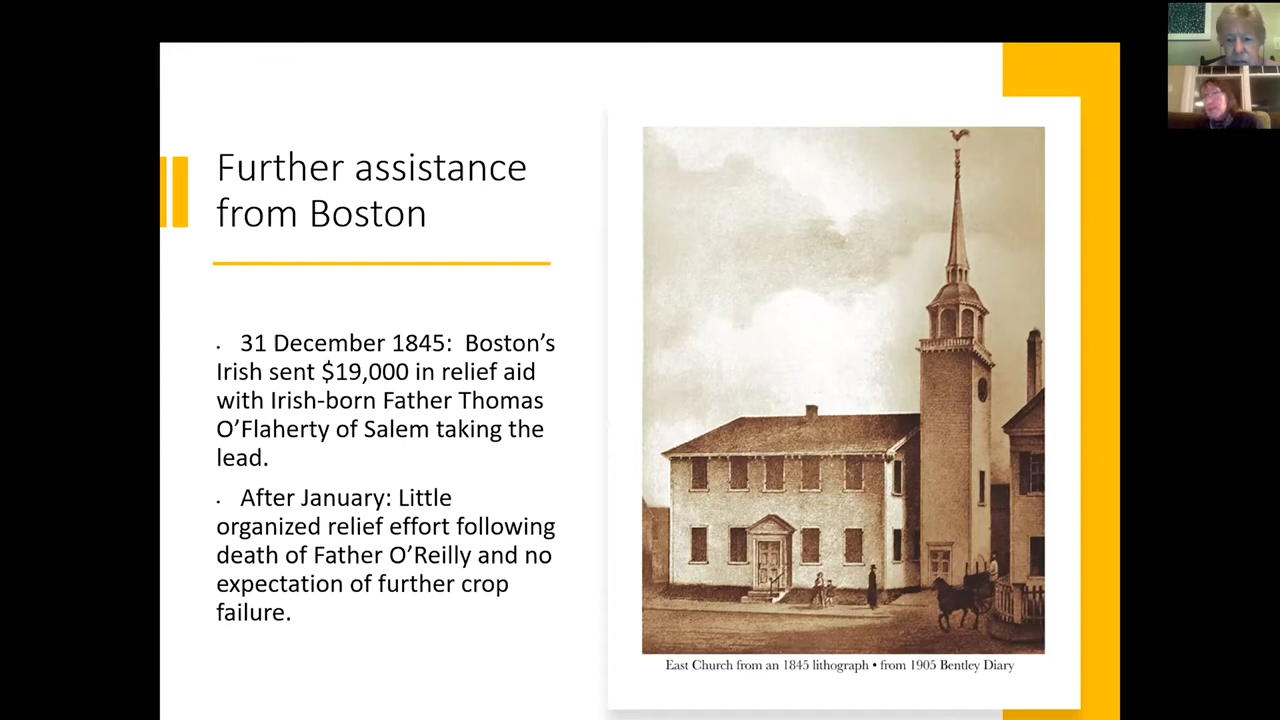 Further assistance
from Boston
· 31 December 1845:  Boston’s
Irish sent $19,000 in relief aid
with Irish-born Father Thomas
O’Flaherty of Salem taking the
lead.
· After January: Little
organized relief effort following
death of Father O’Reilly and no
expectation of further crop
failure.
East Church from an 1845 lithograph • from 1905 Bentley Diary